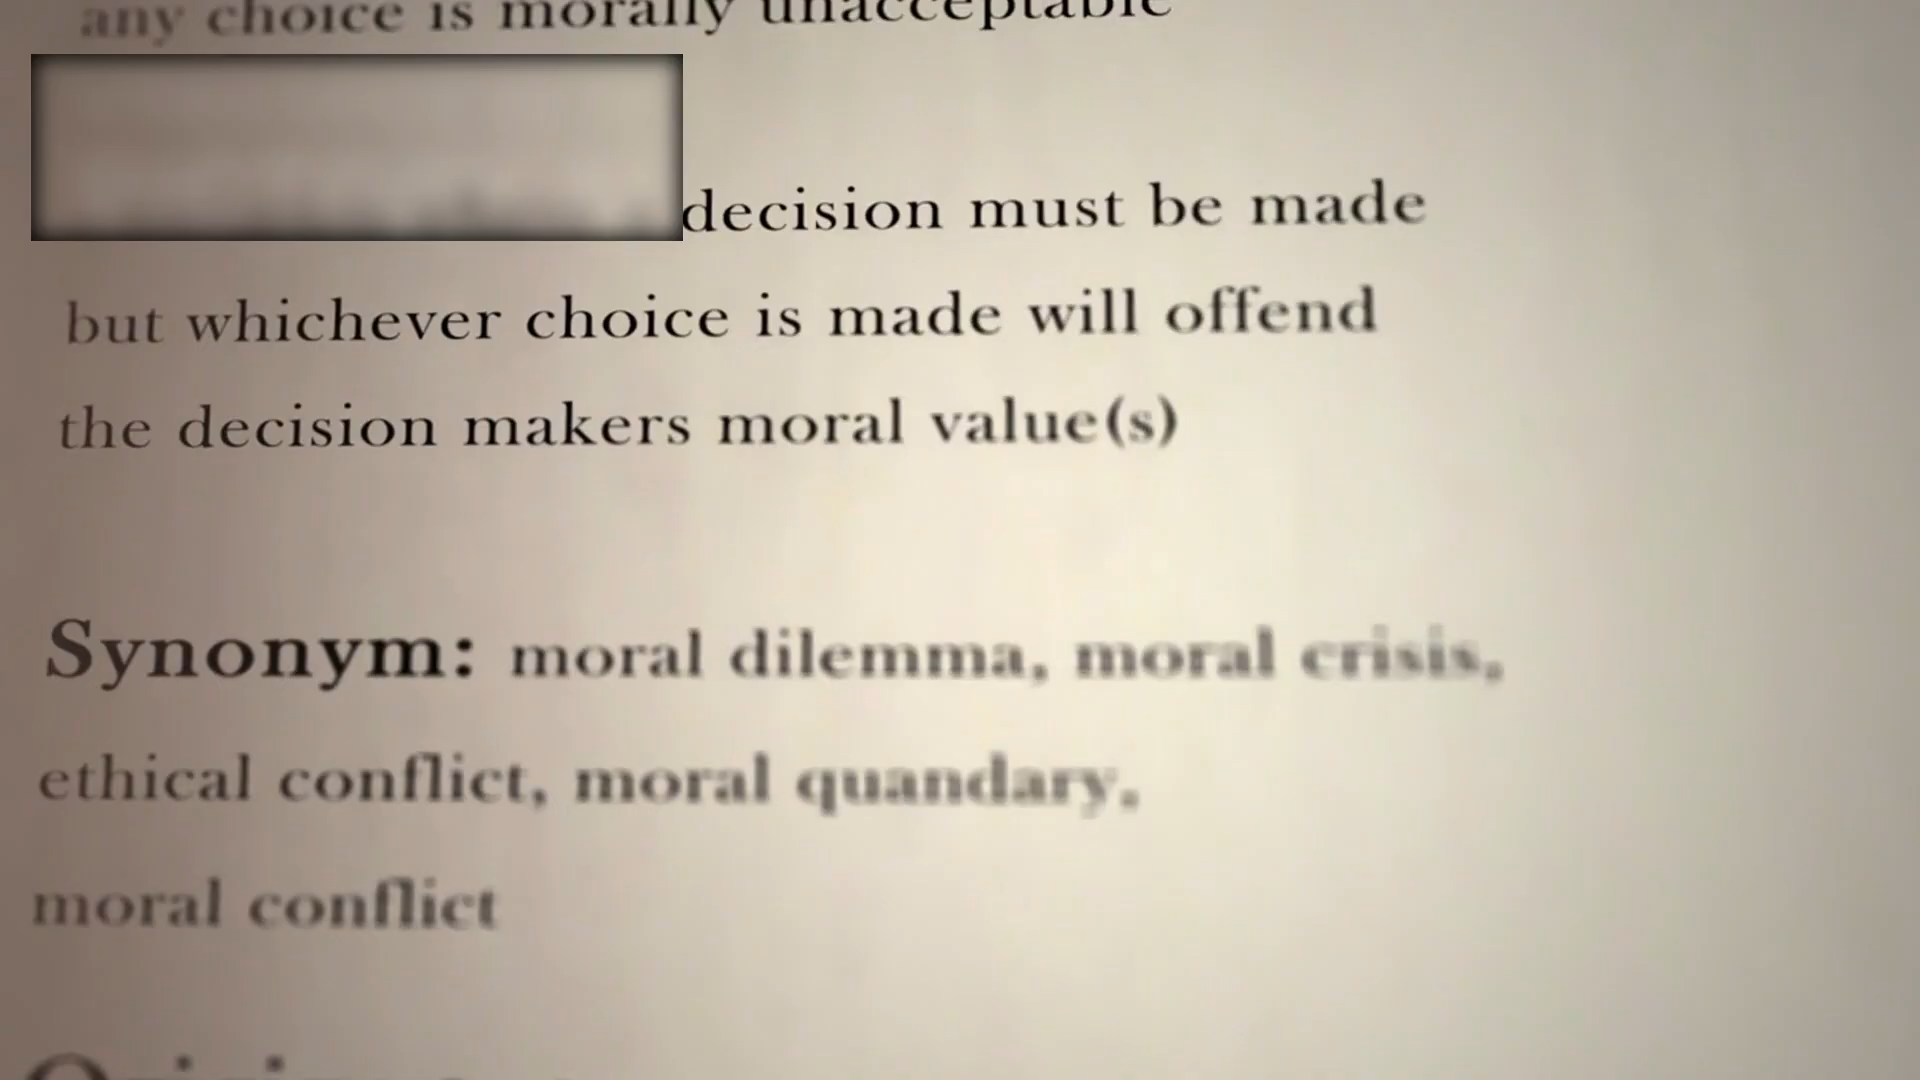 any choice is morally unacceptable
decision must be made
but whichever choice is made will offend
the decision makers moral value(s)
Synonym: moral dilemma, moral crisis,
ethical conflict, moral quandary,
moral conflict